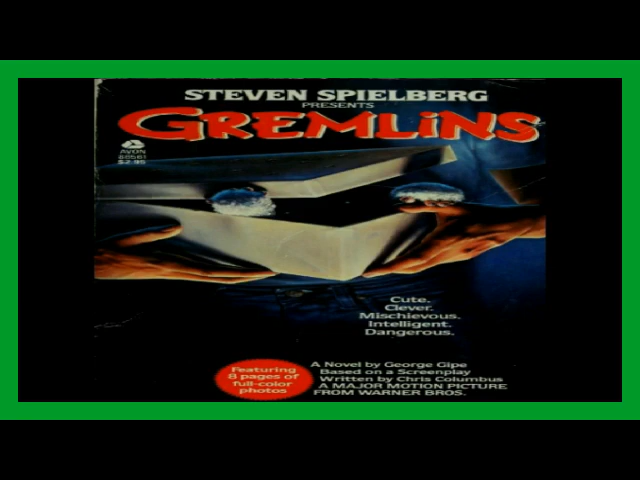 STEVEN SPIELBERG
PRESENTS
GREMLINS
AVON
$2.95
Cute.
Clever.
Mischievous.
Intelligent.
Dangerous.
Featuring
8 pages of
full-color
photos
A Novel by George Gipe
Based on a Screenplay
Written by Chris Columbus
A MAJOR MOTION PICTURE
FROM WARNER BROS.